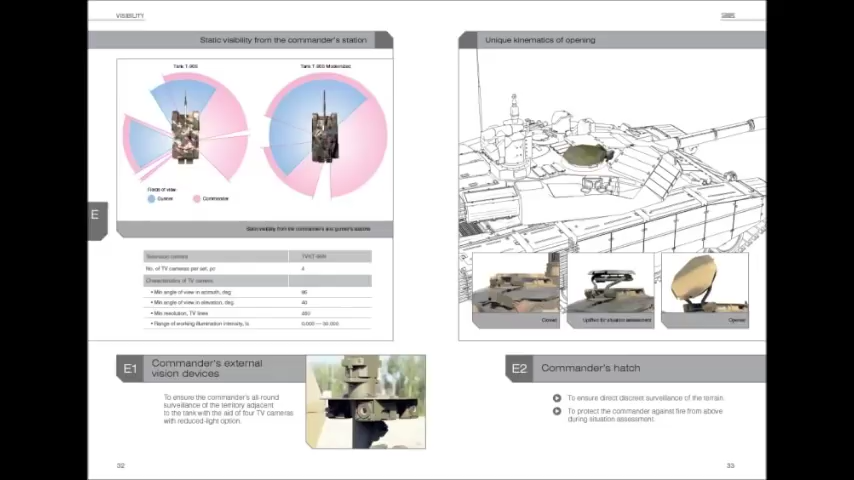 VISIBILITY
Static visibility from the commander's station
Unique kinematics of opening
Tank T-90S
Tank T-90S Modernized
Fields of view:
Gunner
Commander
E
Static visibility from the commander's and gunner's stations
No. of TV cameras per set, pc 4
Characteristics of TV camera:
• Min angle of view in azimuth, deg
• Min angle of view in elevation, deg 40
• Min resolution, TV lines
• Range of working illumination intensity, lx
Closed
Uplifted for situation assessment
Opened
E1
Commander's external
vision devices
To ensure the commander's all-round
surveillance of the territory adjacent
to the tank with the aid of four TV cameras
with reduced-light option.
E2
Commander's hatch
To ensure direct discreet surveillance of the terrain.
To protect the commander against fire from above
during situation assessment.
32
33